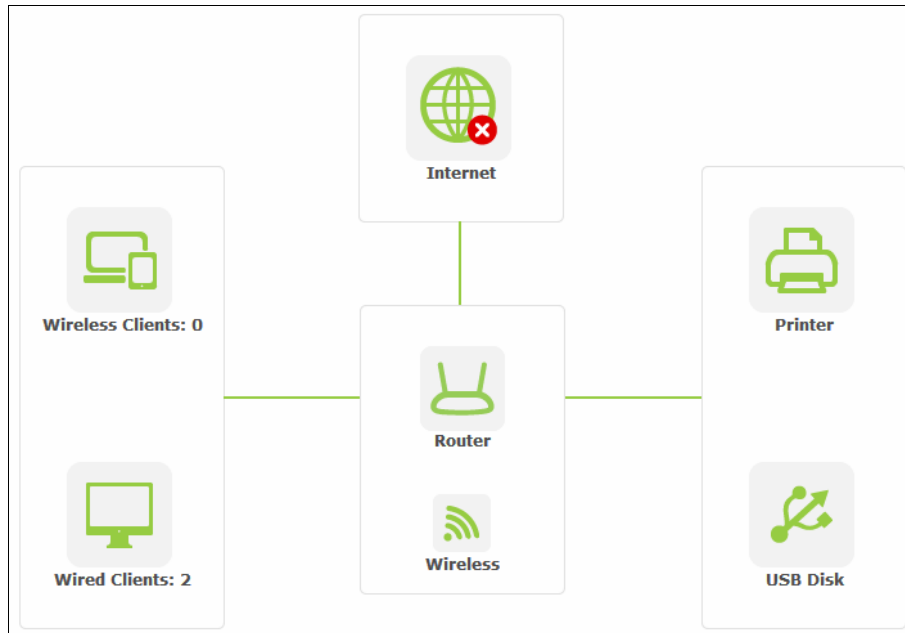 Internet
Wireless Clients: 0
Printer
Router
Wireless
Wired Clients: 2
USB Disk